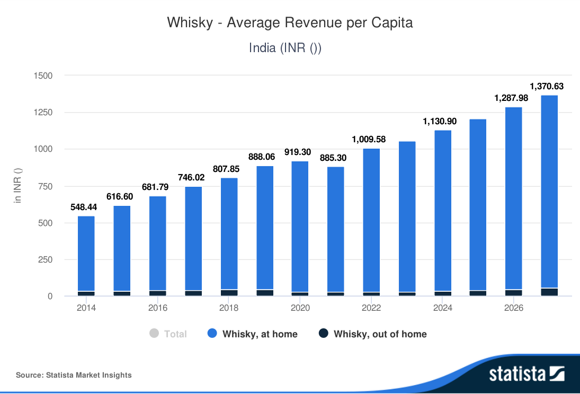 Whisky - Average Revenue per Capita
India (INR ())
in INR ()
1500
1250
1000
750
500
250
0
548.44
616.60
681.79
746.02
807.85
888.06
919.30
885.30
1,009.58
1,130.90
1,287.98
1,370.63
2014 2016 2018 2020 2022 2024 2026
Total Whisky, at home Whisky, out of home
Source: Statista Market Insights
statista